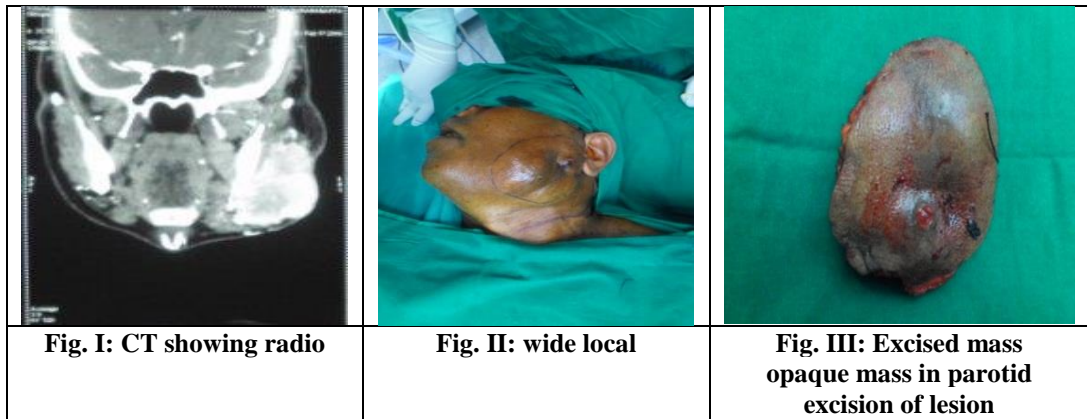 Fig. I: CT showing radio
Fig. II: wide local
Fig. III: Excised mass
opaque mass in parotid
excision of lesion